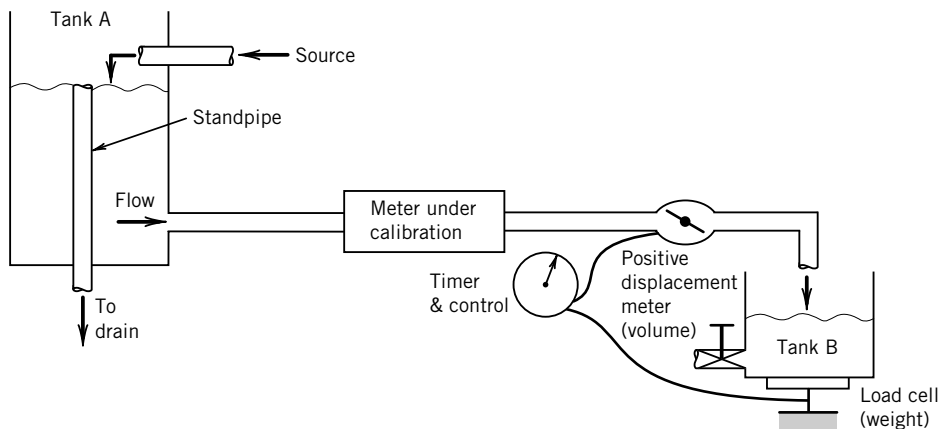 Tank A
Source
Standpipe
Flow
Meter under
calibration
To
drain
Timer
& control
Positive
displacement
meter
(volume)
Tank B
Load cell
(weight)